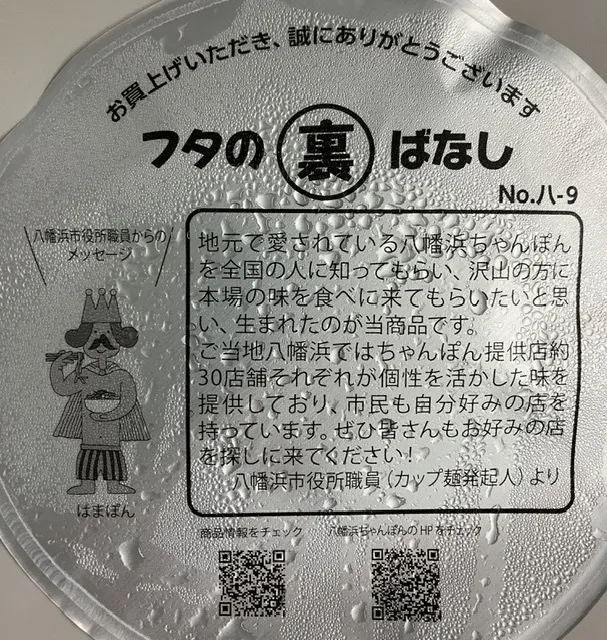 お買上げいただき、誠にありがとうございます
フタの裏ばなし
No.ハ-9
八幡浜市役所職員からの
メッセージ
地元で愛されている八幡浜ちゃんぽん
を全国の人に知ってもらい、沢山の方に
本場の味を食べに来てもらいたいと思
い、生まれたのが当商品です。
ご当地八幡浜ではちゃんぽん提供店約
30店舗それぞれが個性を活かした味を
提供しており、市民も自分好みの店を
持っています。ぜひ皆さんもお好みの店
を探しに来てください！
八幡浜市役所職員（カップ麺発起人）より
はまぽん
商品情報をチェック
八幡浜ちゃんぽんのHPをチェック